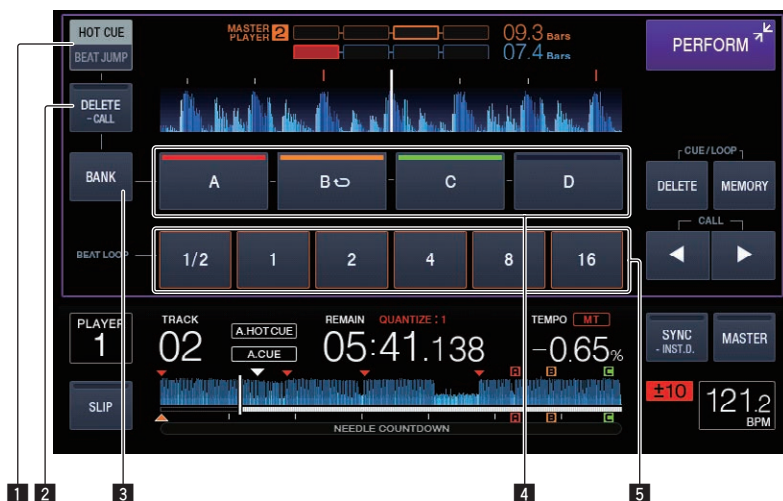 HOT CUE
BEAT JUMP
MASTER
PLAYER 2
09.3 Bars
07.4 Bars
PERFORM
DELETE
- CALL
BANK
A
B
C
D
CUE/LOOP
DELETE
MEMORY
CALL
BEAT LOOP
1/2
1
2
4
8
16
PLAYER
1
TRACK
02
A.HOT CUE
A.CUE
REMAIN
QUANTIZE : 1
05:41.138
TEMPO
MT
-0.65%
SYNC
- INST.D.
MASTER
A
B
C
A
B
C
SLIP
NEEDLE COUNTDOWN
±10
121.2
BPM
1
2
3
4
5